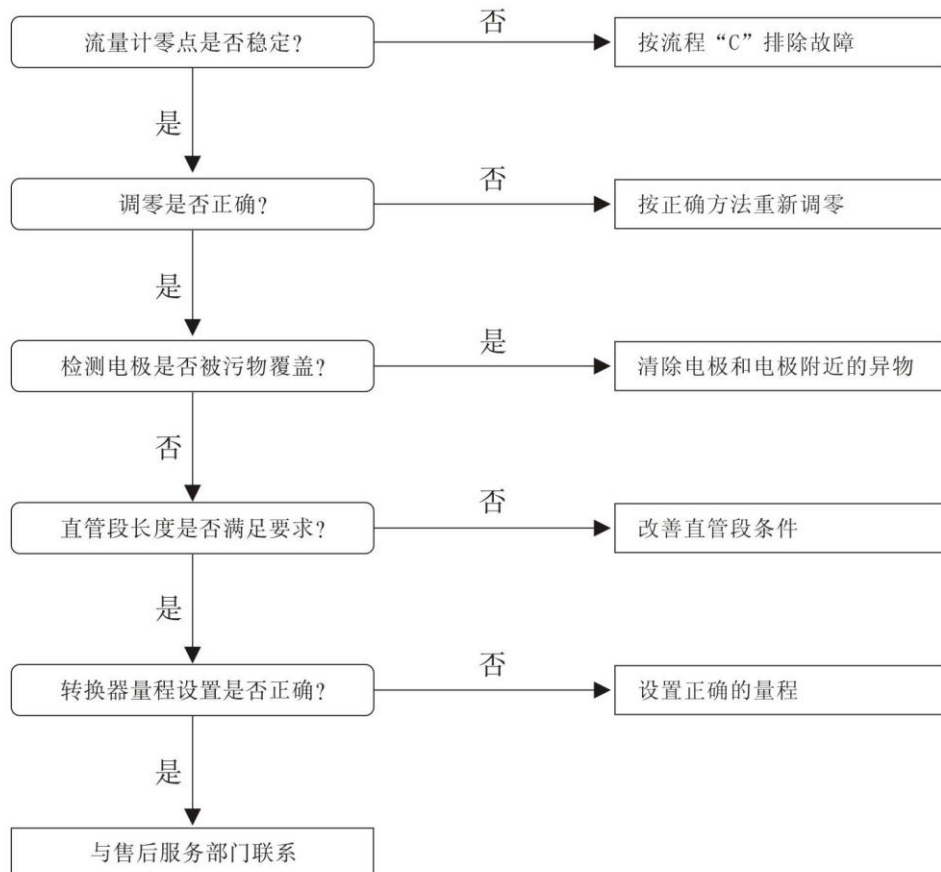 流量计零点是否稳定?
否
按流程“C”排除故障
是
调零是否正确?
否
按正确方法重新调零
是
检测电极是否被污物覆盖?
是
清除电极和电极附近的异物
否
直管段长度是否满足要求?
否
改善直管段条件
是
转换器量程设置是否正确?
否
设置正确的量程
是
与售后服务部门联系